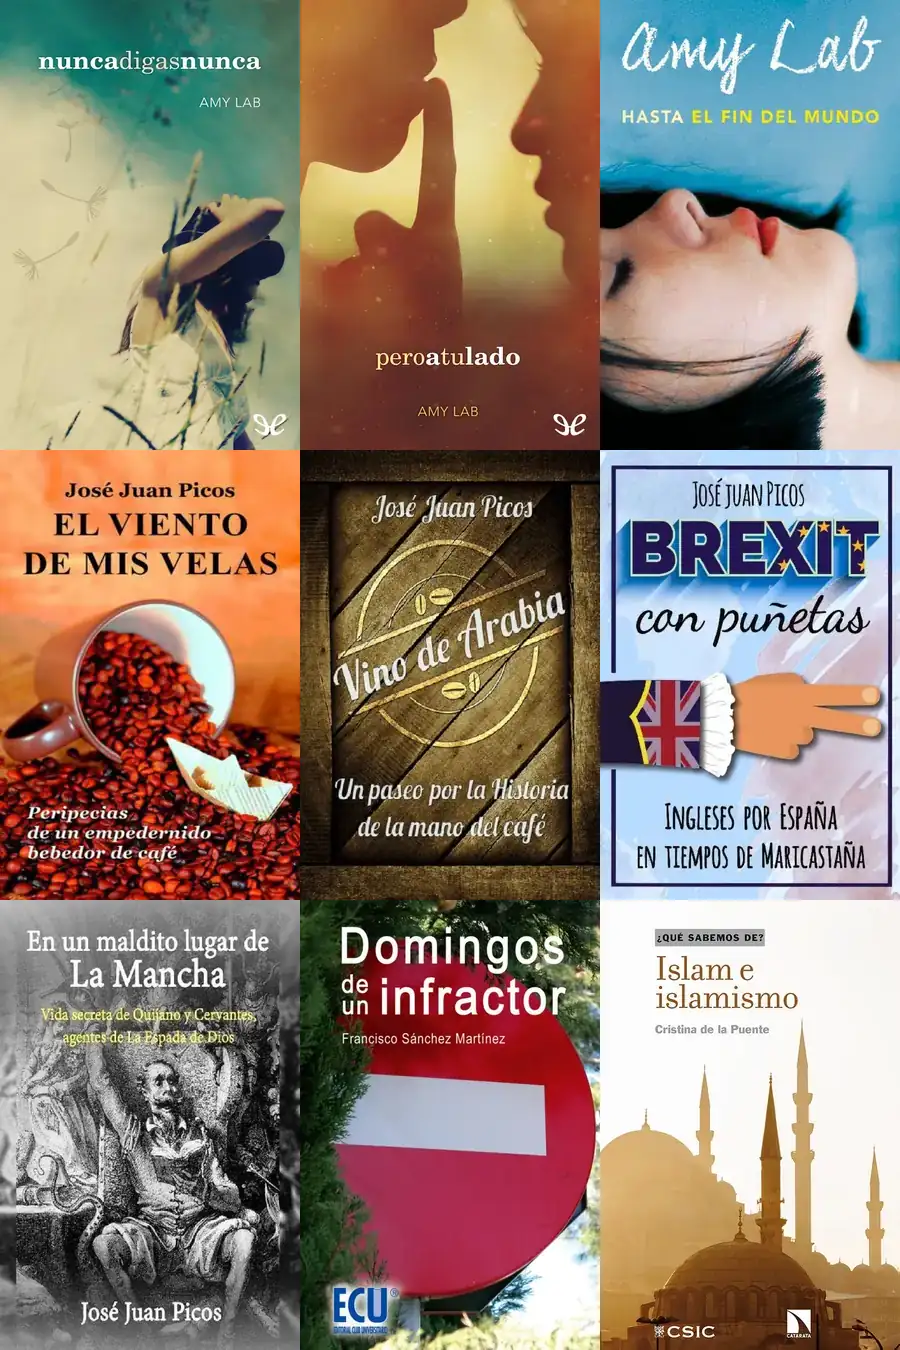 nuncadigasnunca
AMY LAB
peroatulado
AMY LAB
Amy Lab
HASTA EL FIN DEL MUNDO
José Juan Picos
EL VIENTO
DE MIS VELAS
Peripecias
de un empedernido
bebedor de café
José Juan Picos
Vino de Arabia
Un paseo por la Historia
de la mano del café
JOSÉ JUAN PICOS
BREXIT
con puñetas
INGLESES POR ESPAÑA
EN TIEMPOS DE MARICASTAÑA
En un maldito lugar de
La Mancha
Vida secreta de Quijano y Cervantes,
agentes de La Espada de Dios
José Juan Picos
Domingos
de
un infractor
Francisco Sánchez Martínez
ECU
EDITORIAL CLUB UNIVERSITARIO
¿QUÉ SABEMOS DE?
Islam e
islamismo
Cristina de la Puente
CSIC
CATARATA